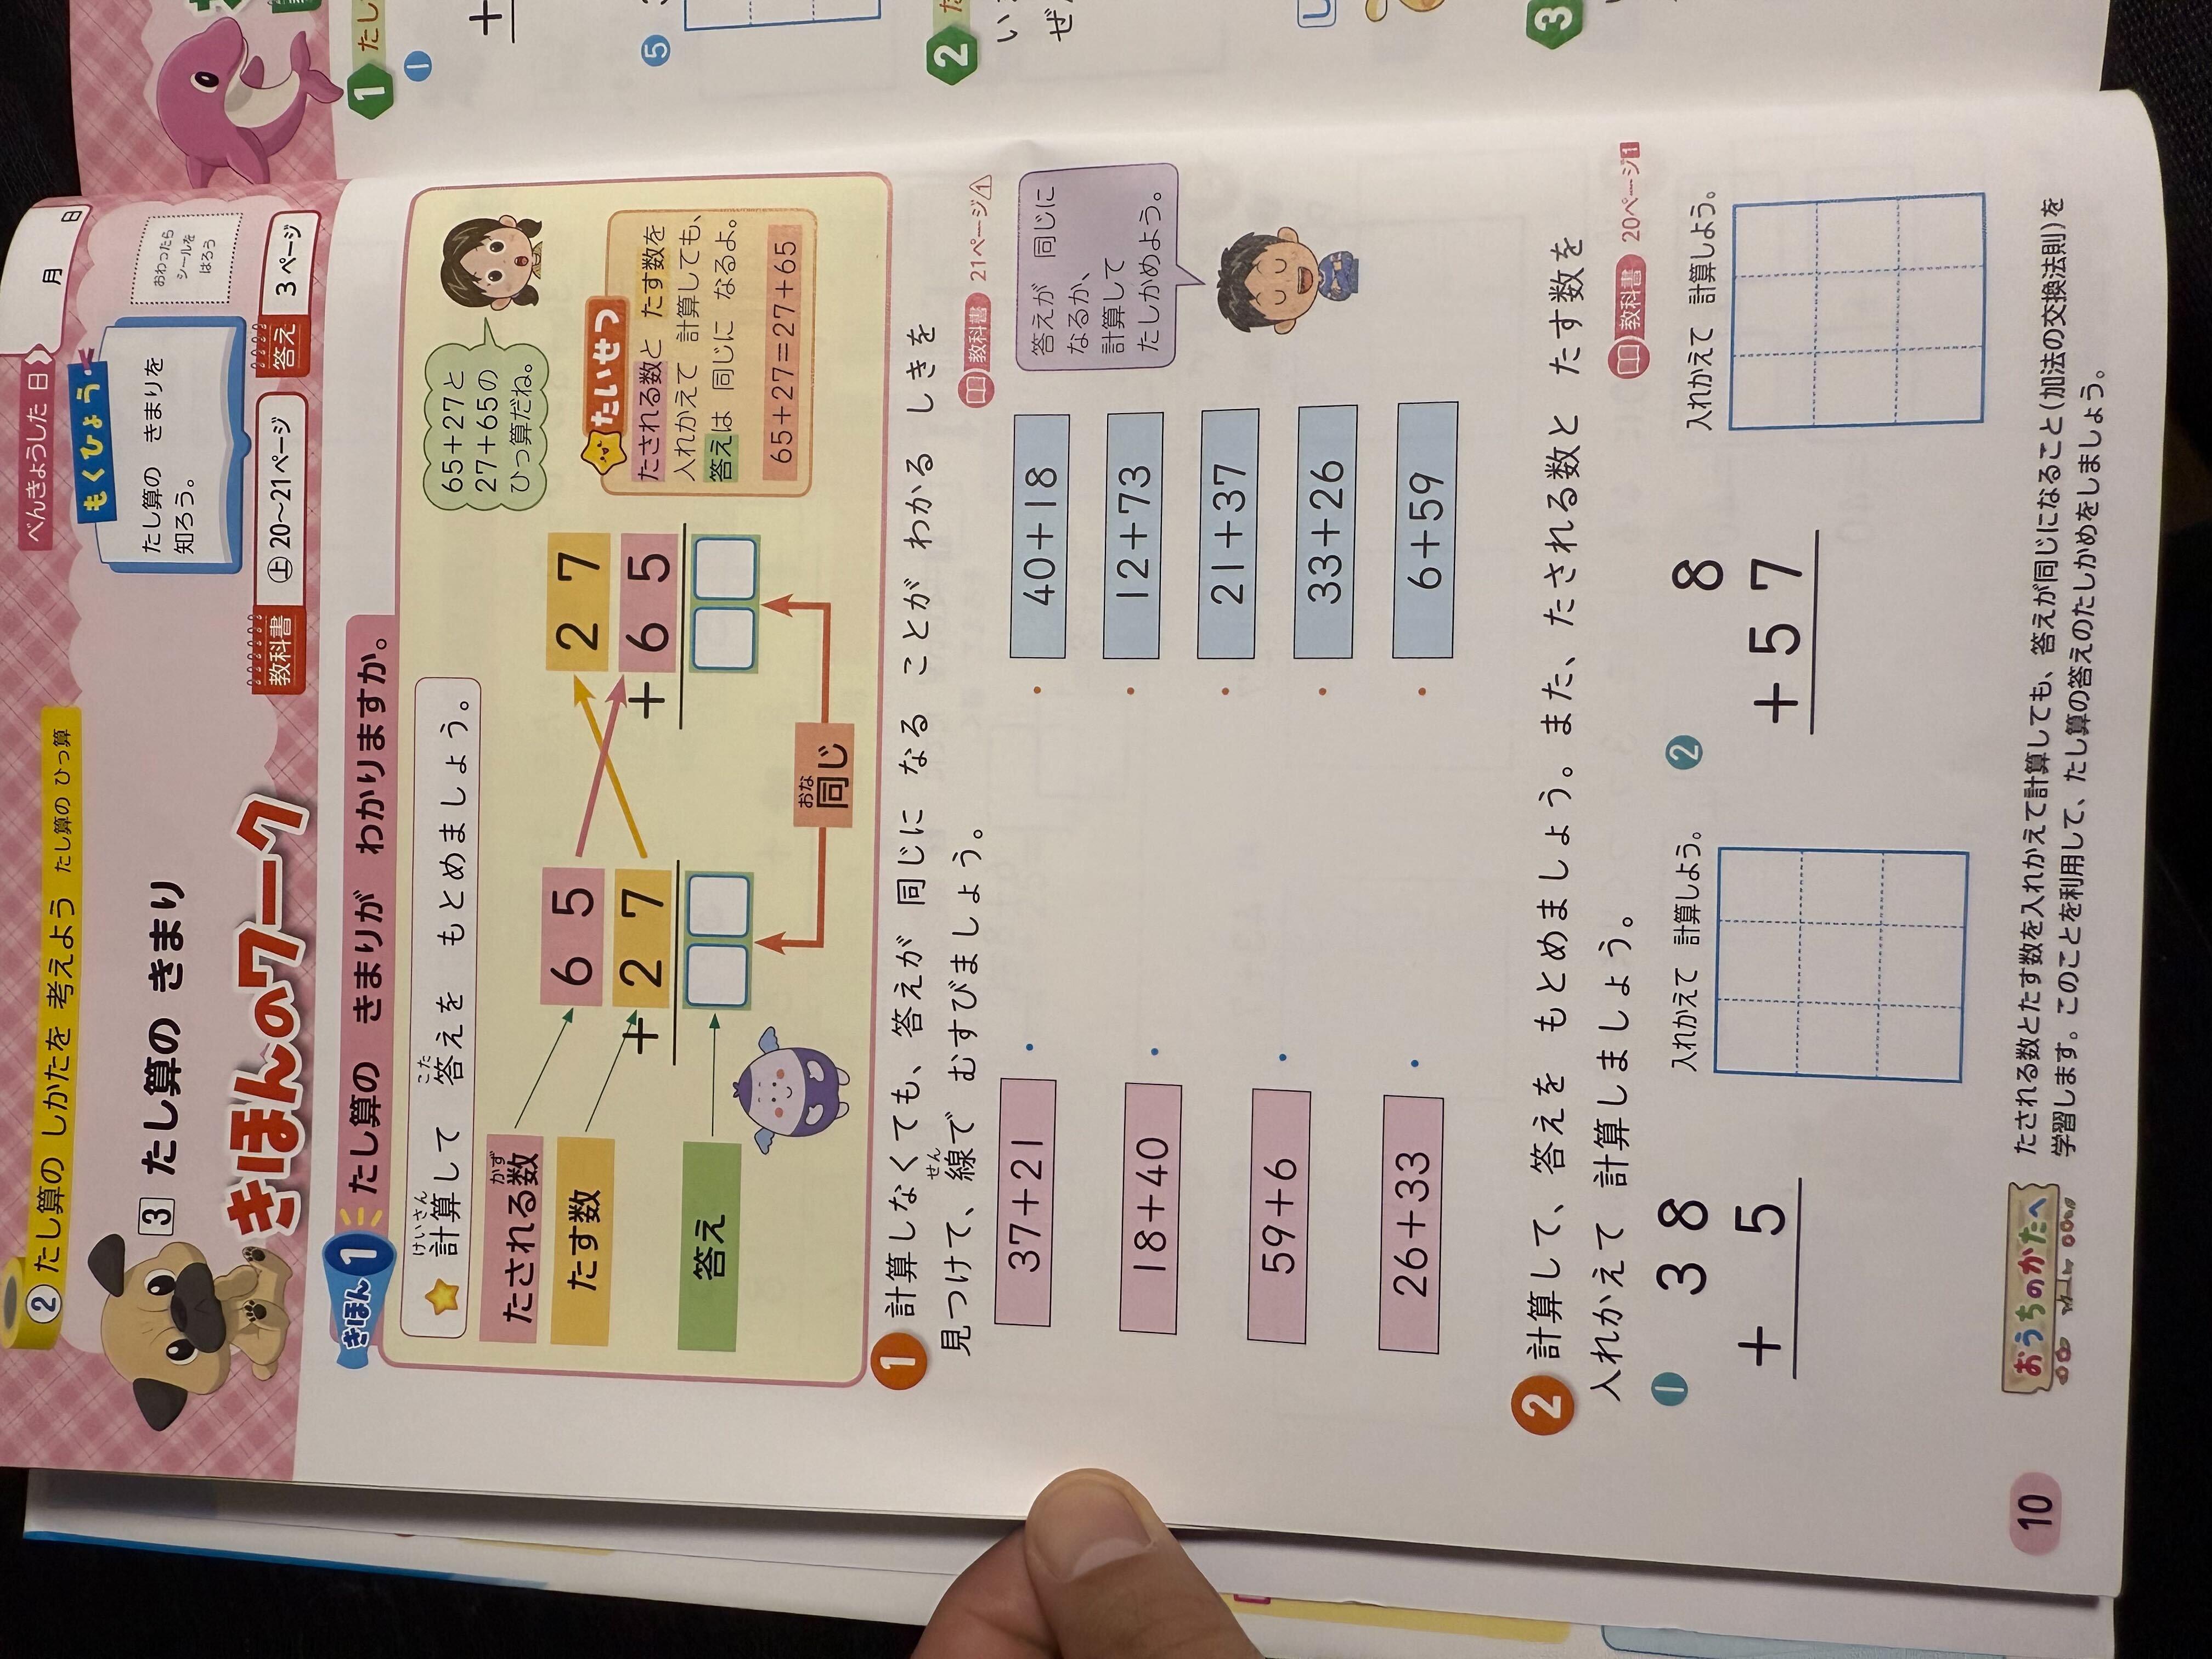 べんきょうした日 月 日
② たし算の しかたを 考えよう たし算の ひっ算
3 たし算の きまり
きほんのワーク
もくひょう
たし算の きまりを
知ろう。
おわったら
シールを
はろう
教科書 ㊤ 20〜21ページ 答え 3ページ
きほん 1 たし算の きまりが わかりますか。
けいさん こた
計算して 答えを もとめましょう。
かず
たされる数
たす数
答え
6 5
+ 2 7
2 7
+ 6 5
おな
同じ
65+27と
27+65の
ひっ算だね。
たいせつ
たされる数と たす数を
入れかえて 計算しても、
答えは 同じに なるよ。
65+27=27+65
1 計算しなくても、答えが 同じに なる ことが わかる しきを
せん
見つけて、線で むすびましょう。
教科書 21ページ 1
37+21
18+40
59+6
26+33
40+18
12+73
21+37
33+26
6+59
答えが 同じに
なるか、
計算して
たしかめよう。
2 計算して、答えを もとめましょう。また、たされる数と たす数を
入れかえて 計算しましょう。
教科書 20ページ 1
1
3 8
+ 5
入れかえて 計算しよう。
2
8
+ 5 7
入れかえて 計算しよう。
おうちのかたへ
たされる数とたす数を入れかえて計算しても、答えが同じになること(加法の交換法則)を
学習します。このことを利用して、たし算の答えのたしかめをしましょう。
10
1
たし
1
+
5
2
い
ぜ
3